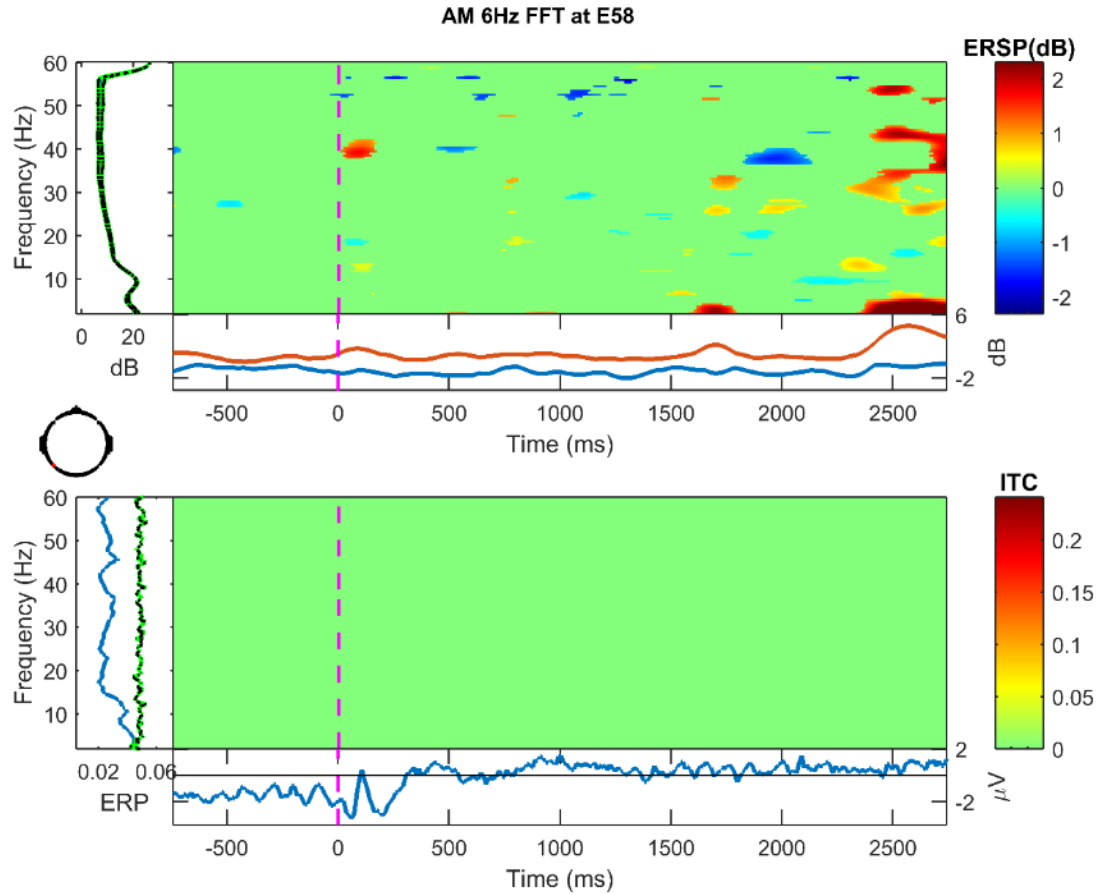 AM 6Hz FFT at E58
ERSP(dB)
60
50
40
30
20
10
Frequency (Hz)
2
1
0
-1
-2
0 20
dB
6
-2
dB
-500 0 500 1000 1500 2000 2500
Time (ms)
ITC
60
50
40
30
20
10
Frequency (Hz)
0.2
0.15
0.1
0.05
0
0.02 0.06
ERP
2
-2
μV
-500 0 500 1000 1500 2000 2500
Time (ms)